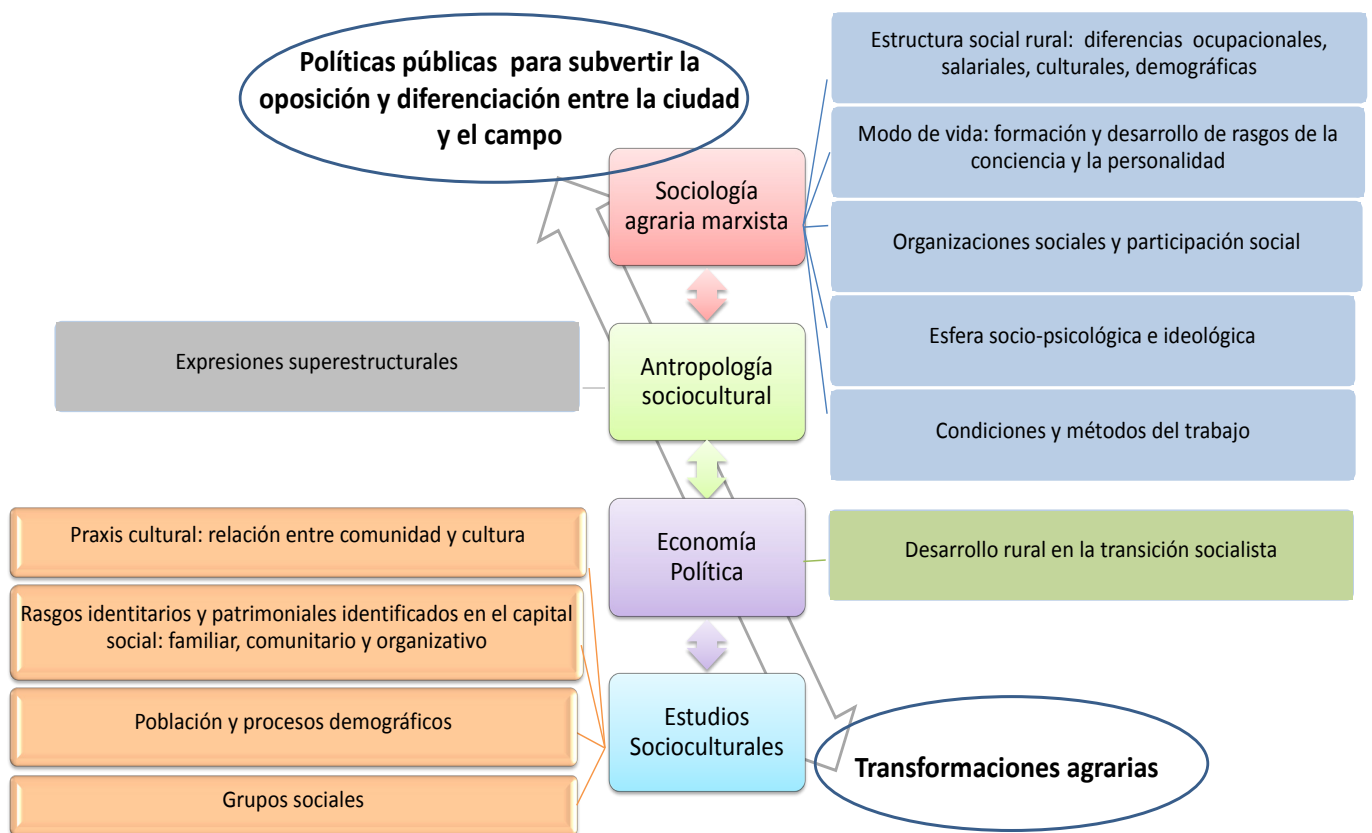 Políticas públicas para subvertir la
oposición y diferenciación entre la ciudad
y el campo
Estructura social rural: diferencias ocupacionales,
salariales, culturales, demográficas
Modo de vida: formación y desarrollo de rasgos de la
conciencia y la personalidad
Sociología
agraria marxista
Organizaciones sociales y participación social
Esfera socio-psicológica e ideológica
Expresiones superestructurales
Antropología
sociocultural
Condiciones y métodos del trabajo
Praxis cultural: relación entre comunidad y cultura
Economía
Política
Desarrollo rural en la transición socialista
Rasgos identitarios y patrimoniales identificados en el capital
social: familiar, comunitario y organizativo
Población y procesos demográficos
Estudios
Socioculturales
Transformaciones agrarias
Grupos sociales